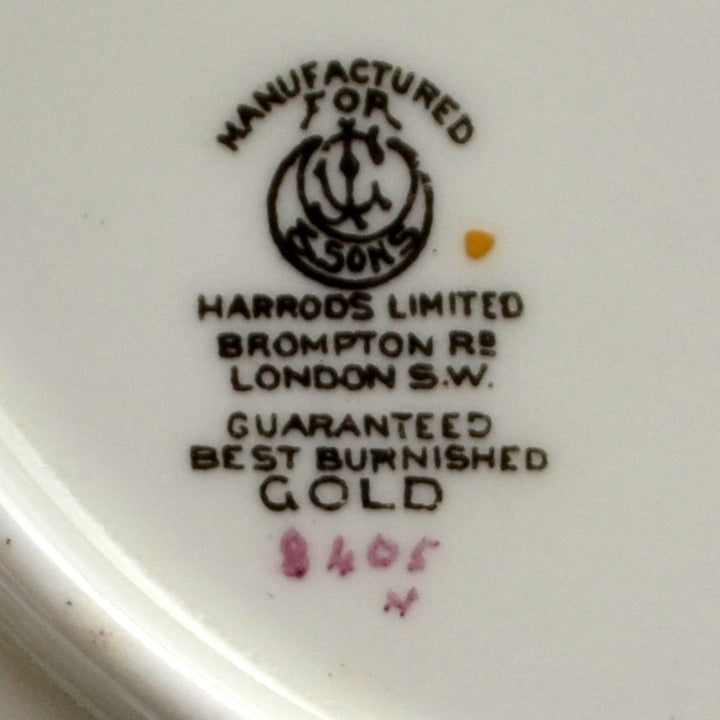 MANUFACTURED
FOR
& SONS
HARRODS LIMITED
BROMPTON RD
LONDON S.W.
GUARANTEED
BEST BURNISHED
GOLD
8405
N